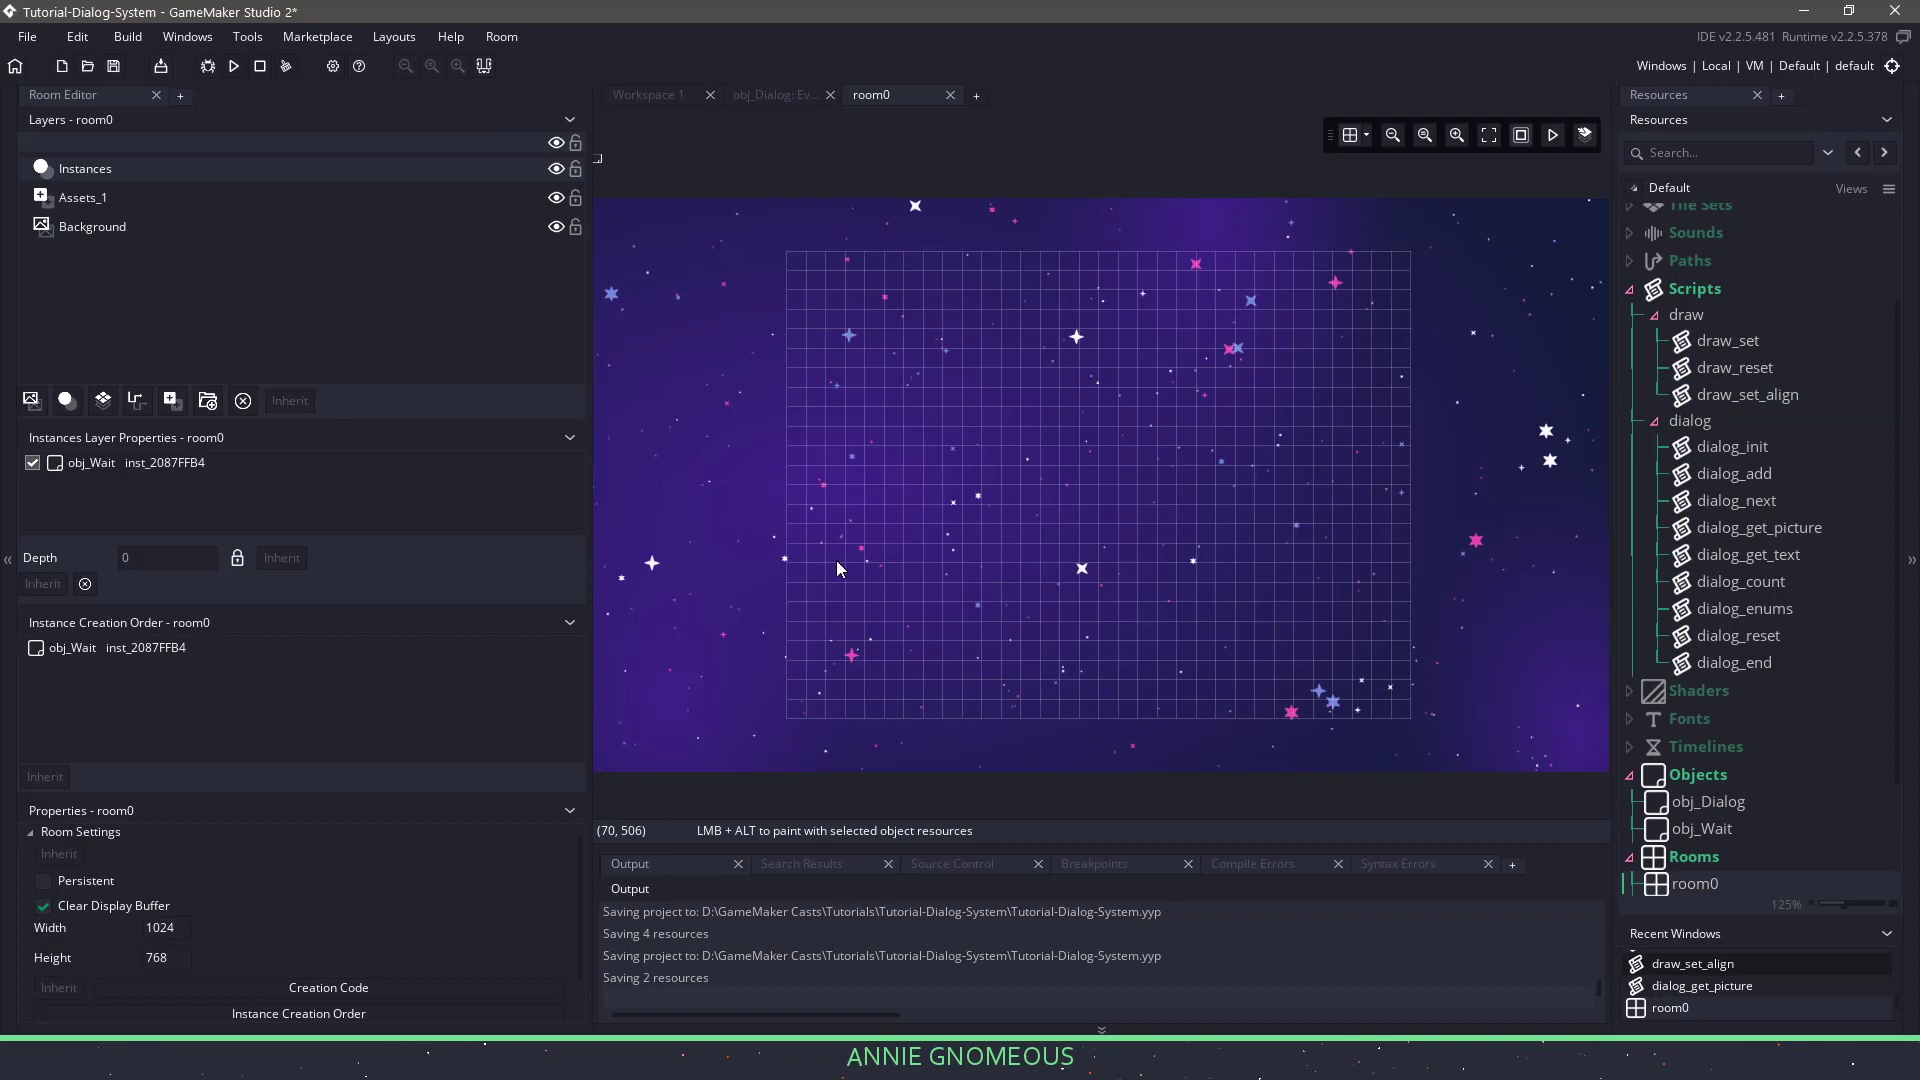 Tutorial-Dialog-System - GameMaker Studio 2*
File Edit Build Windows Tools Marketplace Layouts Help Room
IDE v2.2.5.481 Runtime v2.2.5.378
Windows | Local | VM | Default | default
Room Editor
Layers - room0
Instances
Assets_1
Background
Inherit
Instances Layer Properties - room0
obj_Wait inst_2087FFB4
Depth 0 Inherit
Inherit
Instance Creation Order - room0
obj_Wait inst_2087FFB4
Inherit
Properties - room0
Room Settings
Inherit
Persistent
Clear Display Buffer
Width 1024
Height 768
Inherit Creation Code
Instance Creation Order
Workspace 1 obj_Dialog: Ev... room0
(70, 506) LMB + ALT to paint with selected object resources
Output Search Results Source Control Breakpoints Compile Errors Syntax Errors
Output
Saving project to: D:\GameMaker Casts\Tutorials\Tutorial-Dialog-System\Tutorial-Dialog-System.yyp
Saving 4 resources
Saving project to: D:\GameMaker Casts\Tutorials\Tutorial-Dialog-System\Tutorial-Dialog-System.yyp
Saving 2 resources
Resources
Resources
Search...
Default Views
Tile Sets
Sounds
Paths
Scripts
draw
draw_set
draw_reset
draw_set_align
dialog
dialog_init
dialog_add
dialog_next
dialog_get_picture
dialog_get_text
dialog_count
dialog_enums
dialog_reset
dialog_end
Shaders
Fonts
Timelines
Objects
obj_Dialog
obj_Wait
Rooms
room0
125%
Recent Windows
draw_set_align
dialog_get_picture
room0
ANNIE GNOMEOUS